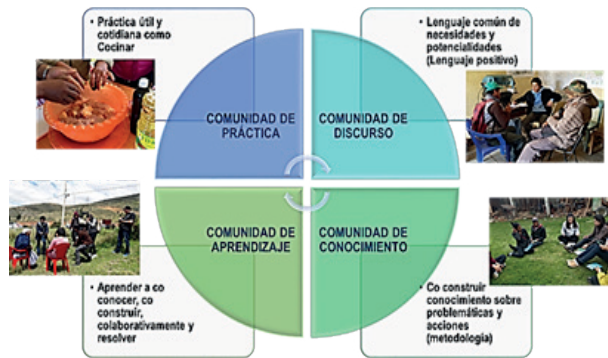 • Práctica útil y
cotidiana como
Cocinar
• Lenguaje común de
necesidades y
potencialidades
(Lenguaje positivo)
COMUNIDAD DE
PRÁCTICA
COMUNIDAD DE
DISCURSO
COMUNIDAD DE
APRENDIZAJE
COMUNIDAD DE
CONOCIMIENTO
• Aprender a co
conocer, co
construir,
colaborativamente y
resolver
• Co construir
conocimiento sobre
problemáticas y
acciones
(metodología)